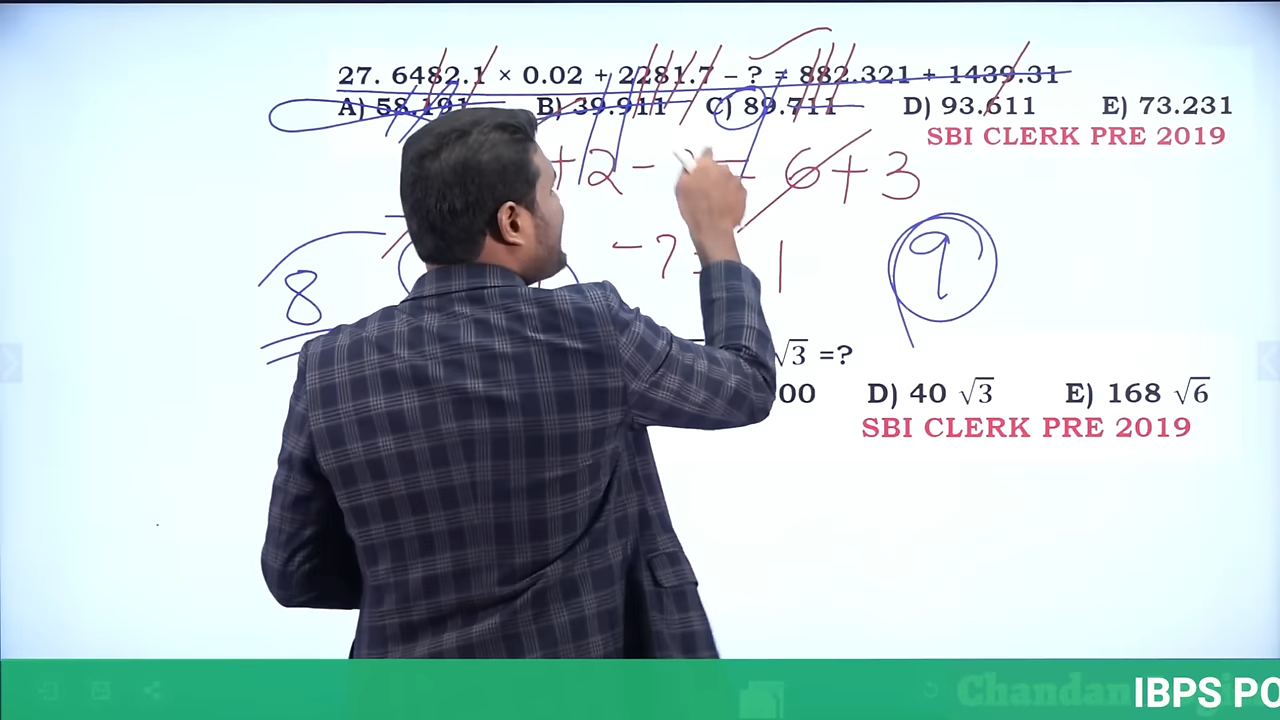 27. 6482.1 × 0.02 + 2281.7 – ? = 882.321 + 1439.31
A) 58.191 B) 39.911 C) 89.711 D) 93.611 E) 73.231
SBI CLERK PRE 2019
+ 2 - = 6 + 3
8 - ? = 1 9
√3 =?
00 D) 40 √3 E) 168 √6
SBI CLERK PRE 2019
Chandan
IBPS PO